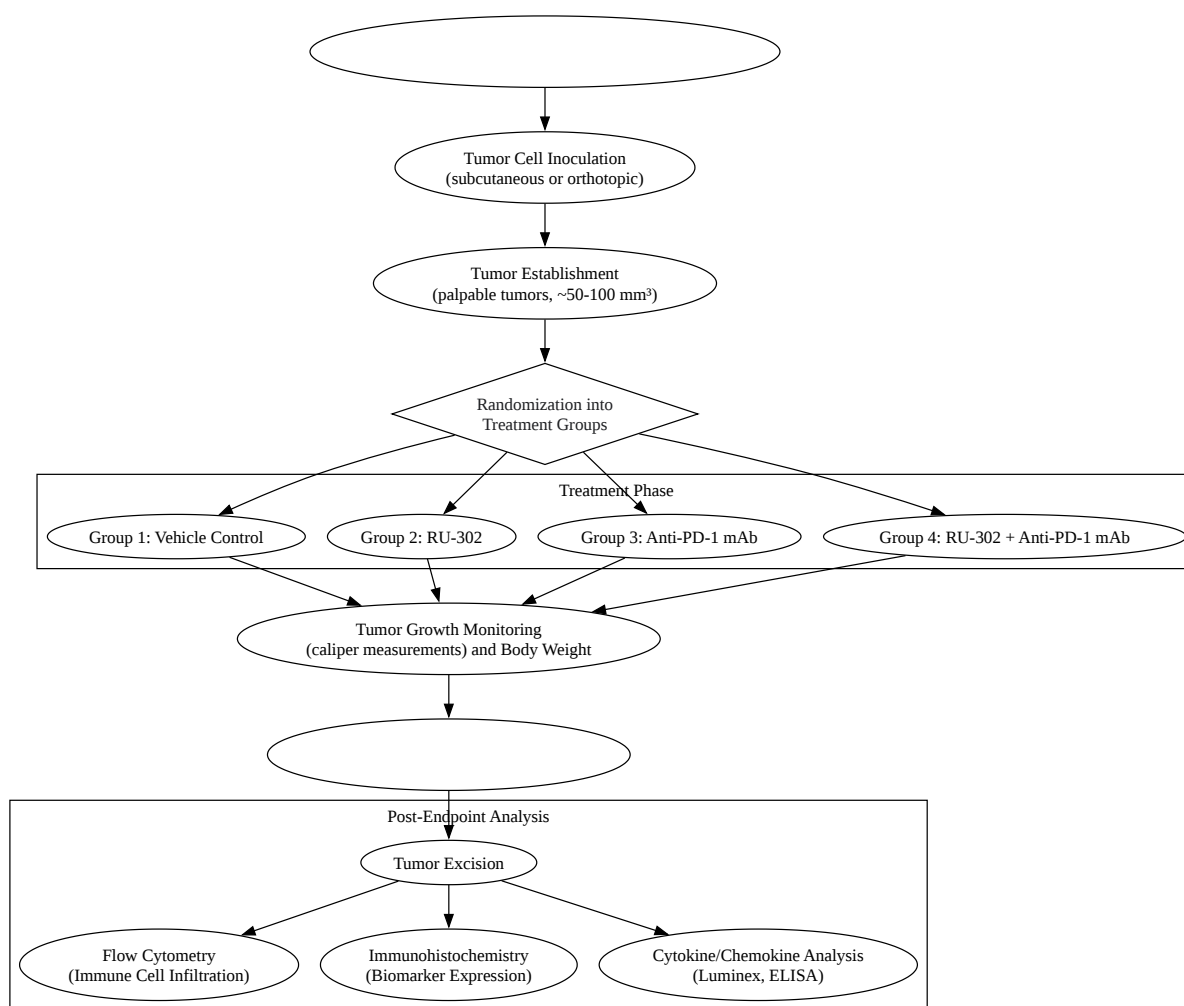 Tumor Cell Inoculation
(subcutaneous or orthotopic)
Tumor Establishment
(palpable tumors, ~50-100 mm³)
Randomization into
Treatment Groups
Treatment Phase
Group 1: Vehicle Control
Group 2: RU-302
Group 3: Anti-PD-1 mAb
Group 4: RU-302 + Anti-PD-1 mAb
Tumor Growth Monitoring
(caliper measurements) and Body Weight
Post-Endpoint Analysis
Tumor Excision
Flow Cytometry
(Immune Cell Infiltration)
Immunohistochemistry
(Biomarker Expression)
Cytokine/Chemokine Analysis
(Luminex, ELISA)